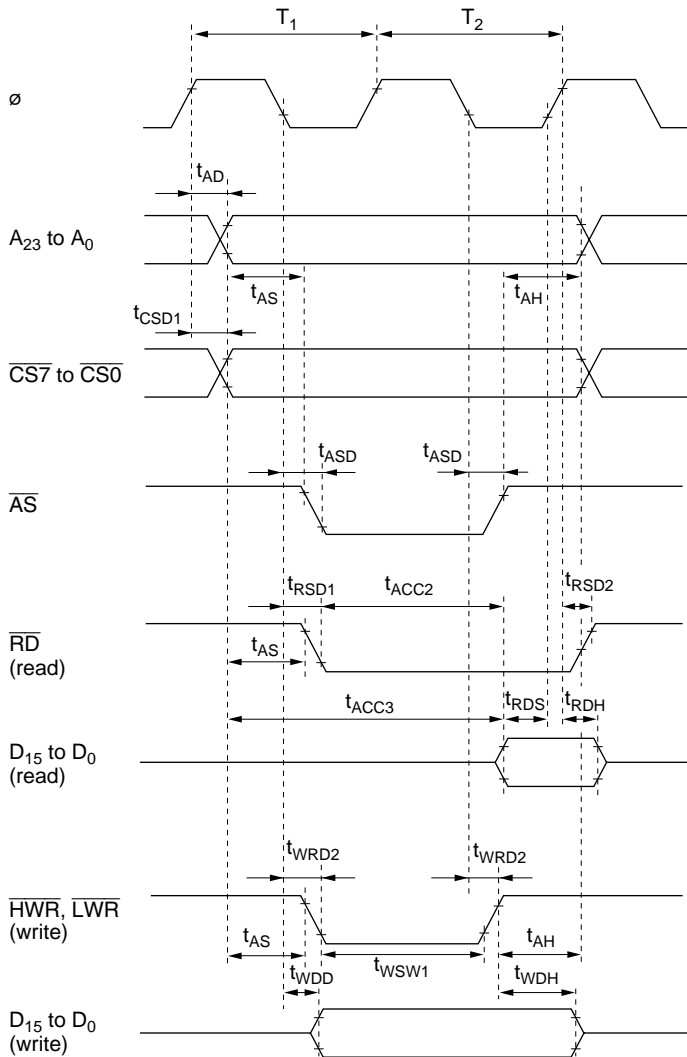 T1 T2
ø
tAD
A23 to A0
tAS tAH
tCSD1
CS7 to CS0
tASD tASD
AS
tRSD1 tACC2 tRSD2
RD
(read)
tAS
tACC3 tRDS tRDH
D15 to D0
(read)
tWRD2 tWRD2
HWR, LWR
(write)
tAS tAH
tWDD tWSW1 tWDH
D15 to D0
(write)